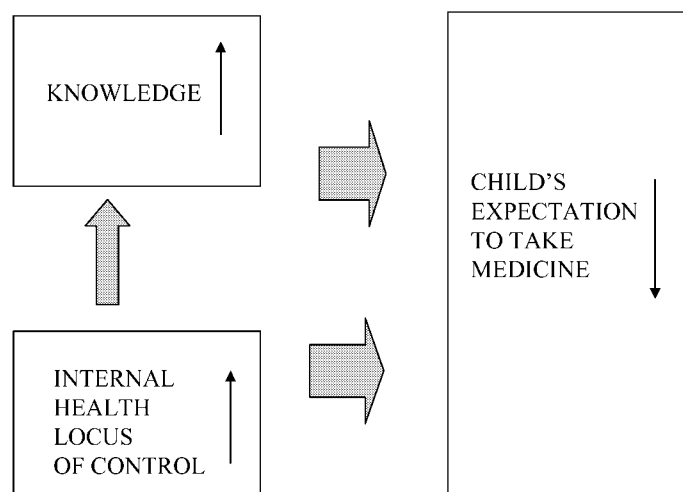 KNOWLEDGE
CHILD'S
EXPECTATION
TO TAKE
MEDICINE
INTERNAL
HEALTH
LOCUS
OF CONTROL